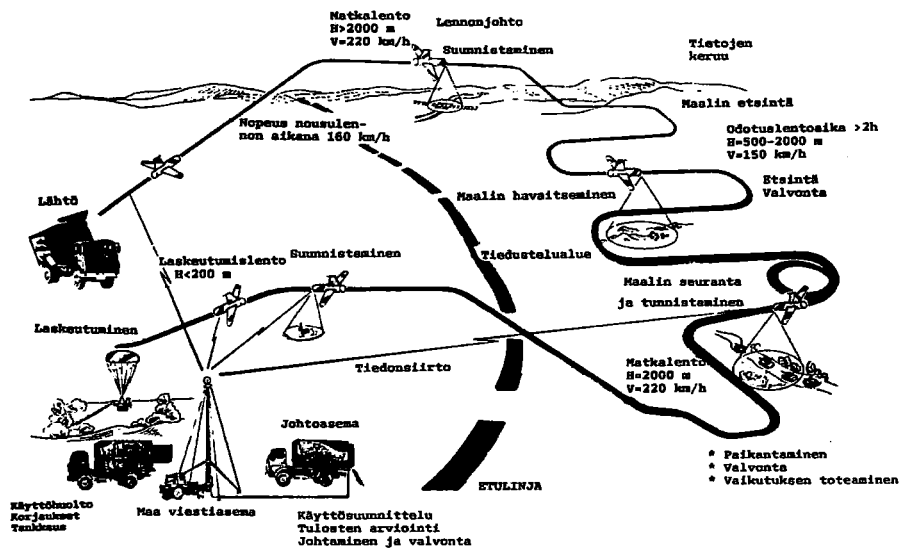 Matkalento
H>2000 m
V=220 km/h
Lennonjohto
Suunnistaminen
Tietojen
keruu
Maalin etsintä
Nopeus nousulen-
non aikana 160 km/h
Odotuslentoaika >2h
H=500-2000 m
V=150 km/h
Etsintä
Valvonta
Maalin havaitseminen
Lähtö
Laskeutumislento
H<200 m
Suunnistaminen
Tiedustelualue
Maalin seuranta
ja tunnistaminen
Laskeutuminen
Tiedonsiirto
Matkalento
H=2000 m
V=220 km/h
Johtoasema
* Paikantaminen
* Valvonta
* Vaikutuksen toteaminen
ETULINJA
Käyttöhuolto
Korjaukset
Tankkaus
Maa viestiasema
Käyttösuunnittelu
Tulosten arviointi
Johtaminen ja valvonta